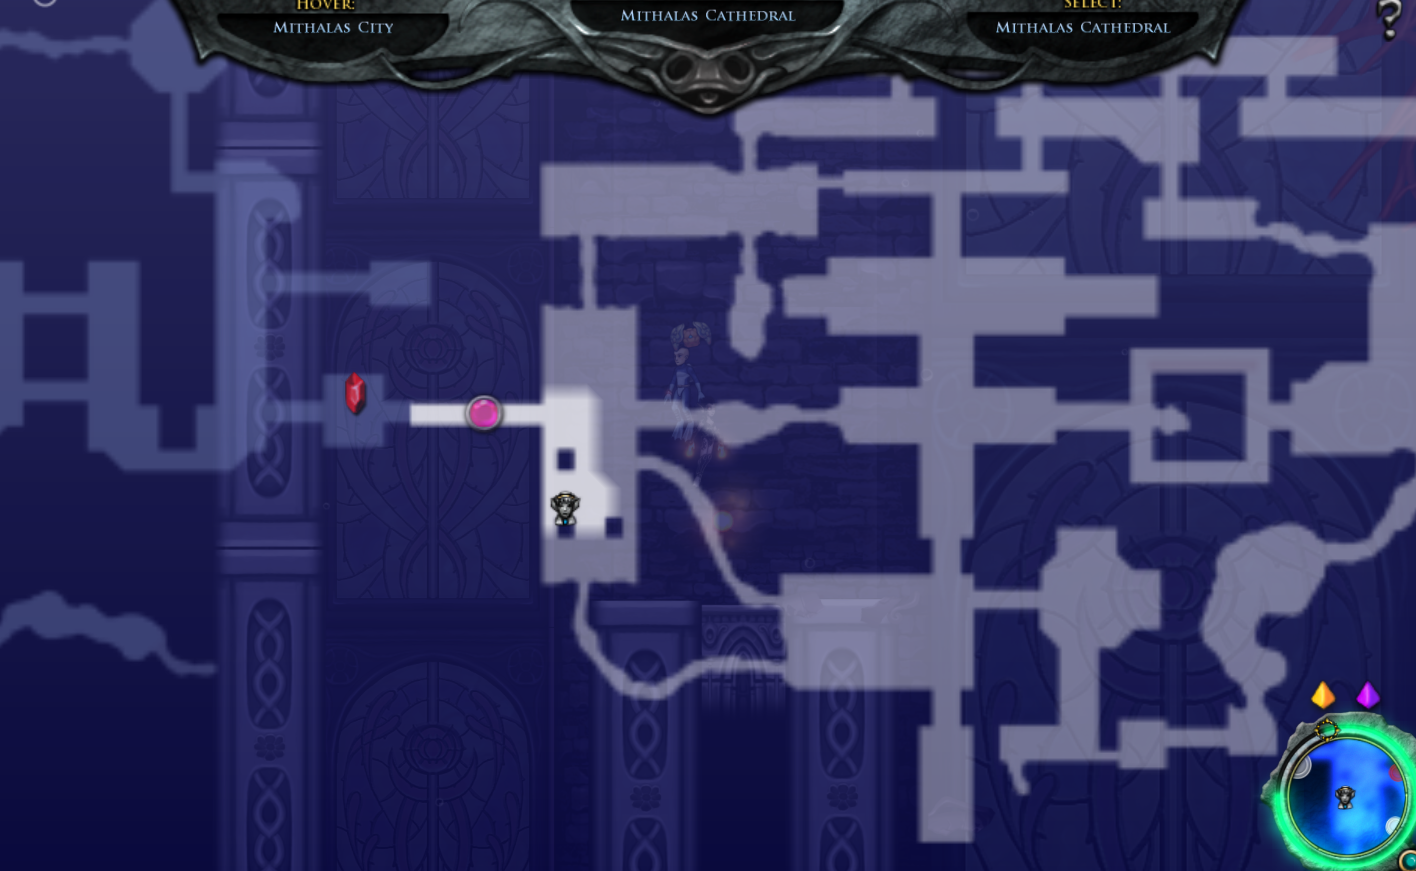 HOVER:
MITHALAS CITY
MITHALAS CATHEDRAL
SELECT:
MITHALAS CATHEDRAL
?